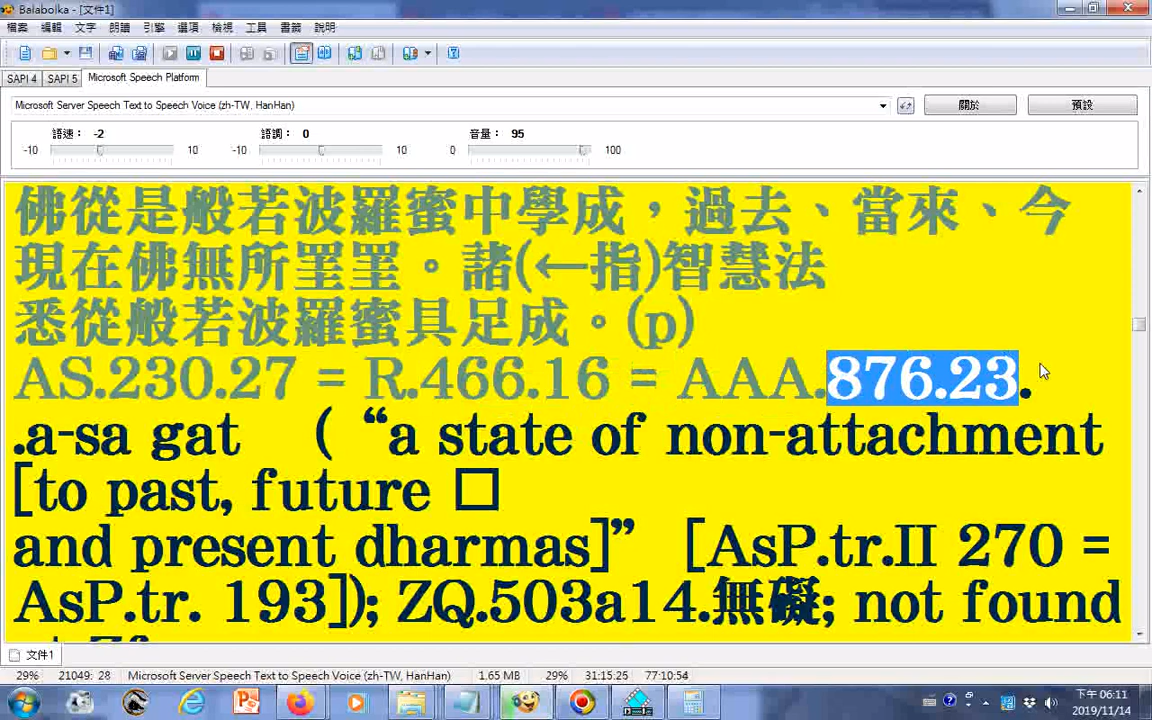 Balabolka - [文件1]
檔案 編輯 文字 朗讀 引擎 選項 檢視 工具 書籤 說明
SAPI 4 SAPI 5 Microsoft Speech Platform
Microsoft Server Speech Text to Speech Voice (zh-TW, HanHan) 關於 預設
語速： -2 語調： 0 音量： 95
-10 10 -10 10 0 100
佛從是般若波羅蜜中學成，過去、當來、今
現在佛無所罣罣。諸(←指)智慧法
悉從般若波羅蜜具足成。(p)
AS.230.27 = R.466.16 = AAA.876.23.
.a-sa gat (“a state of non-attachment
[to past, future □
and present dharmas]” [AsP.tr.II 270 =
AsP.tr. 193]); ZQ.503a14.無礙; not found
文件1
29% 21049: 28 Microsoft Server Speech Text to Speech Voice (zh-TW, HanHan) 1.65 MB 29% 31:15:25 77:10:54
下午 06:11
2019/11/14